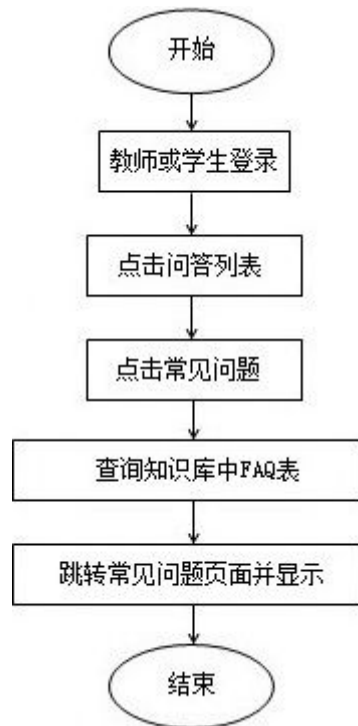 开始
教师或学生登录
点击问答列表
点击常见问题
查询知识库中FAQ表
跳转常见问题页面并显示
结束